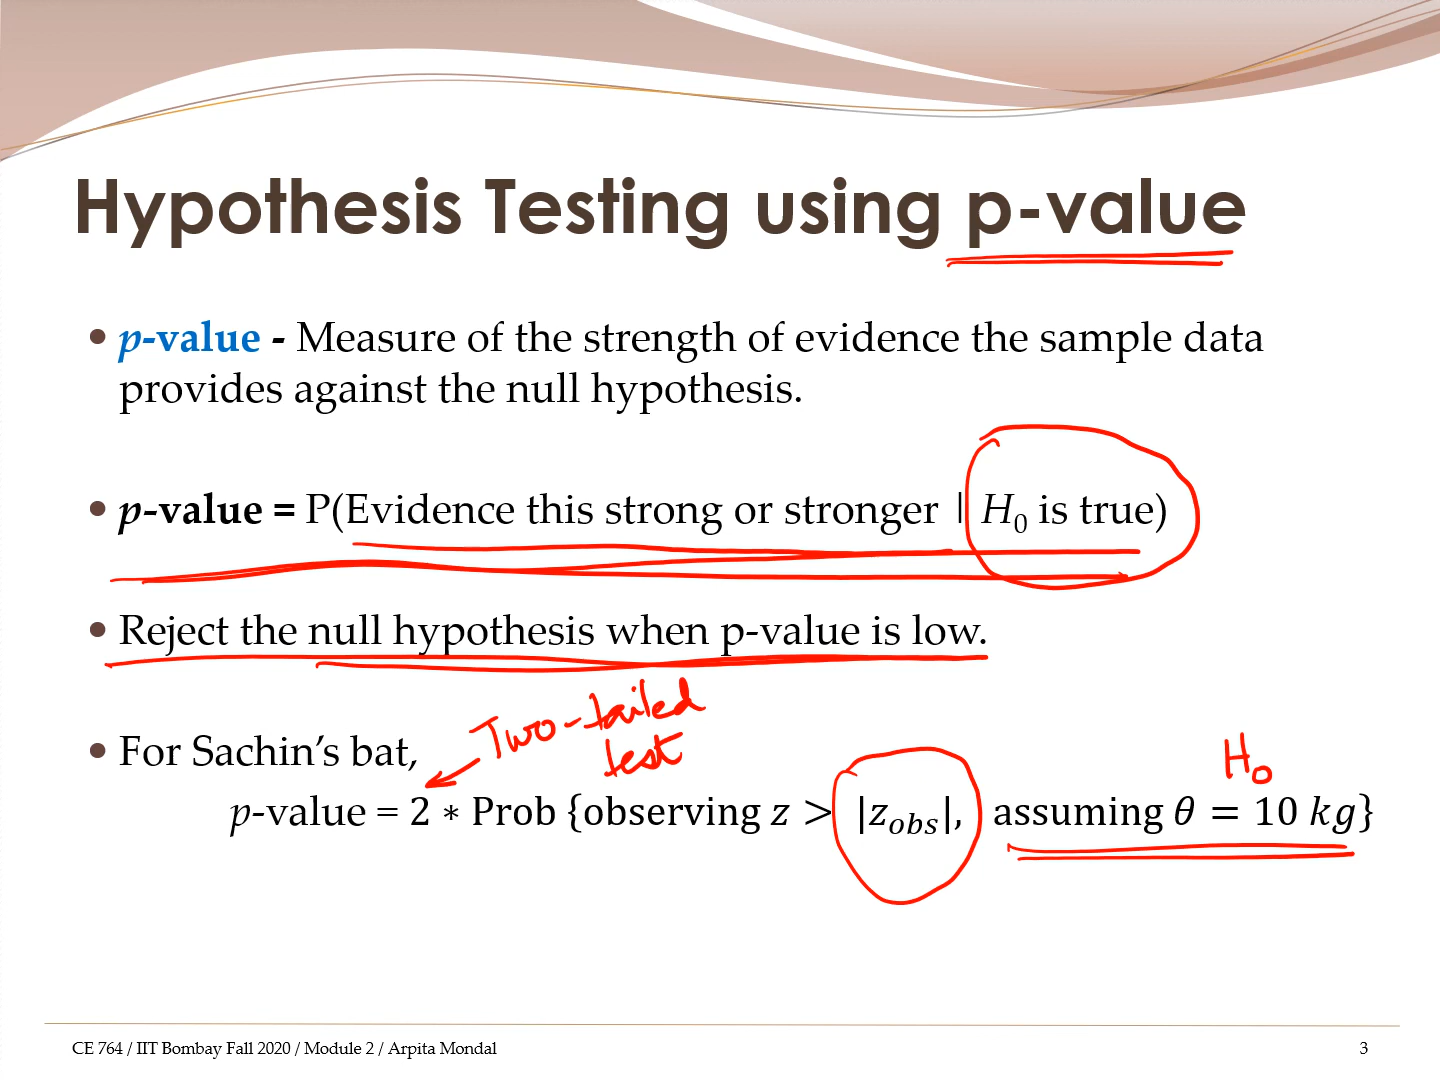 Hypothesis Testing using p-value
• p-value - Measure of the strength of evidence the sample data
provides against the null hypothesis.
• p-value = P(Evidence this strong or stronger | H₀ is true)
• Reject the null hypothesis when p-value is low.
Two-tailed
test
• For Sachin's bat,
H₀
p-value = 2 ∗ Prob {observing z > |z_obs|, assuming θ = 10 kg}
CE 764 / IIT Bombay Fall 2020 / Module 2 / Arpita Mondal
3